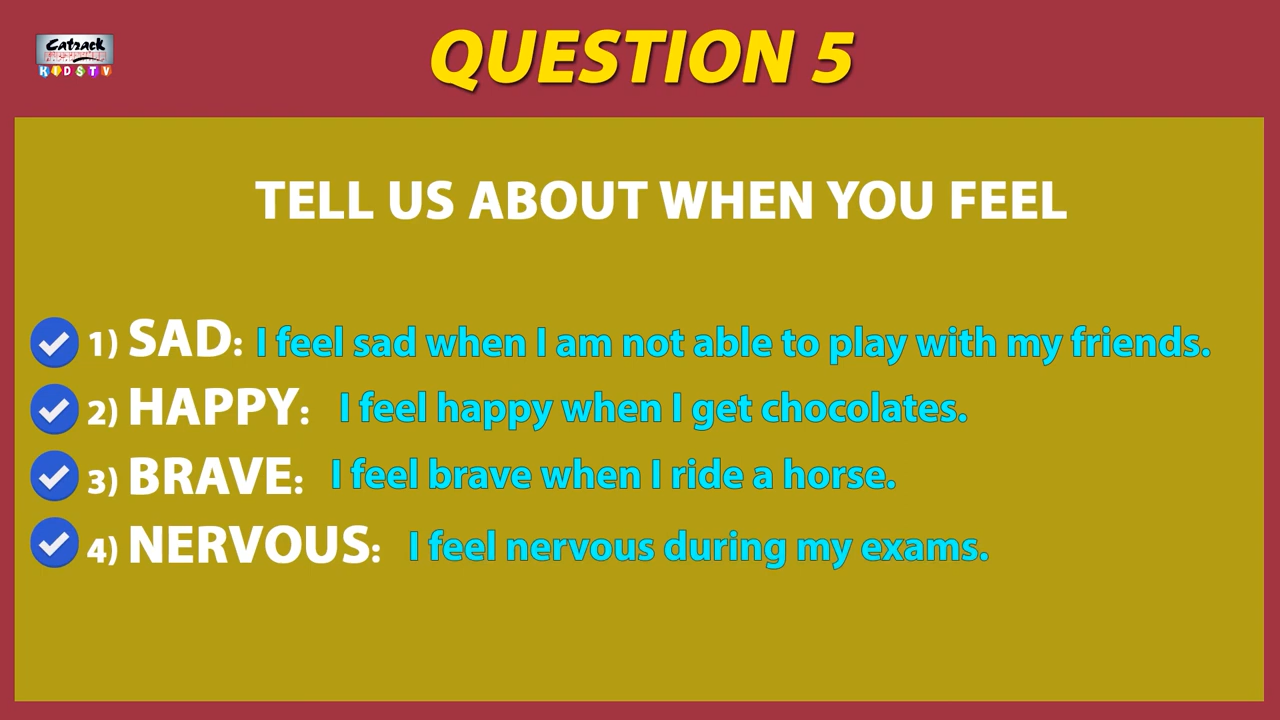 Catrack
KIDS TV
QUESTION 5
TELL US ABOUT WHEN YOU FEEL
1) SAD: I feel sad when I am not able to play with my friends.
2) HAPPY: I feel happy when I get chocolates.
3) BRAVE: I feel brave when I ride a horse.
4) NERVOUS: I feel nervous during my exams.